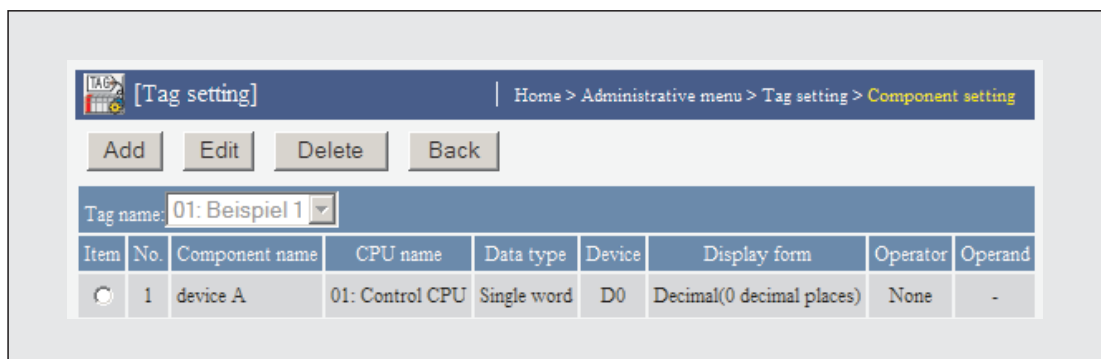 TAG
[Tag setting]
Home > Administrative menu > Tag setting > Component setting
Add Edit Delete Back
Tag name: 01: Beispiel 1
Item No. Component name CPU name Data type Device Display form Operator Operand
1 device A 01: Control CPU Single word D0 Decimal(0 decimal places) None -